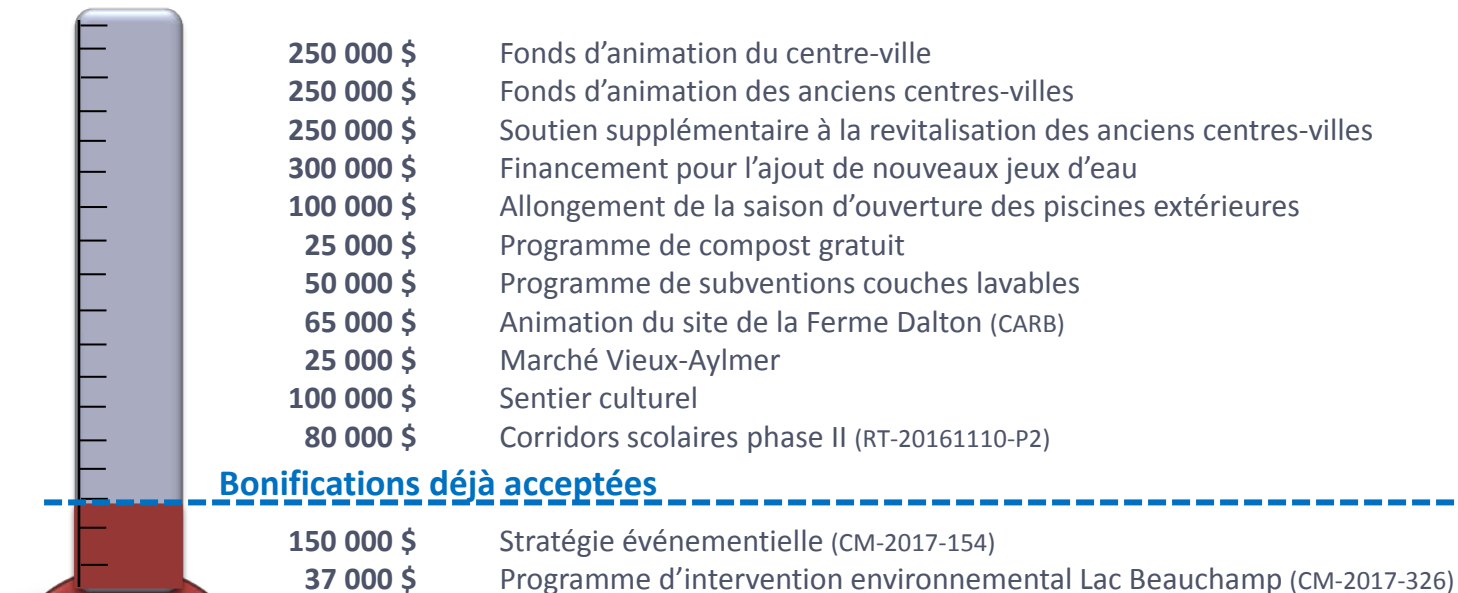 250 000 $ Fonds d’animation du centre-ville
250 000 $ Fonds d’animation des anciens centres-villes
250 000 $ Soutien supplémentaire à la revitalisation des anciens centres-villes
300 000 $ Financement pour l’ajout de nouveaux jeux d’eau
100 000 $ Allongement de la saison d’ouverture des piscines extérieures
25 000 $ Programme de compost gratuit
50 000 $ Programme de subventions couches lavables
65 000 $ Animation du site de la Ferme Dalton (CARB)
25 000 $ Marché Vieux-Aylmer
100 000 $ Sentier culturel
80 000 $ Corridors scolaires phase II (RT-20161110-P2)
Bonifications déjà acceptées
150 000 $ Stratégie événementielle (CM-2017-154)
37 000 $ Programme d’intervention environnemental Lac Beauchamp (CM-2017-326)